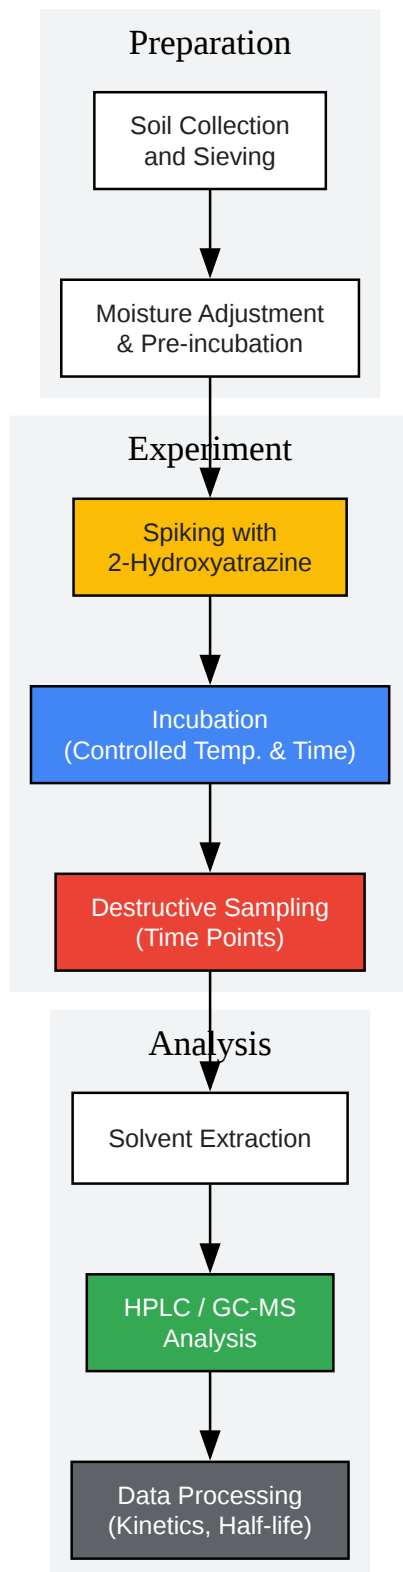 Preparation
Soil Collection
and Sieving
Moisture Adjustment
& Pre-incubation
Experiment
Spiking with
2-Hydroxyatrazine
Incubation
(Controlled Temp. & Time)
Destructive Sampling
(Time Points)
Analysis
Solvent Extraction
HPLC / GC-MS
Analysis
Data Processing
(Kinetics, Half-life)